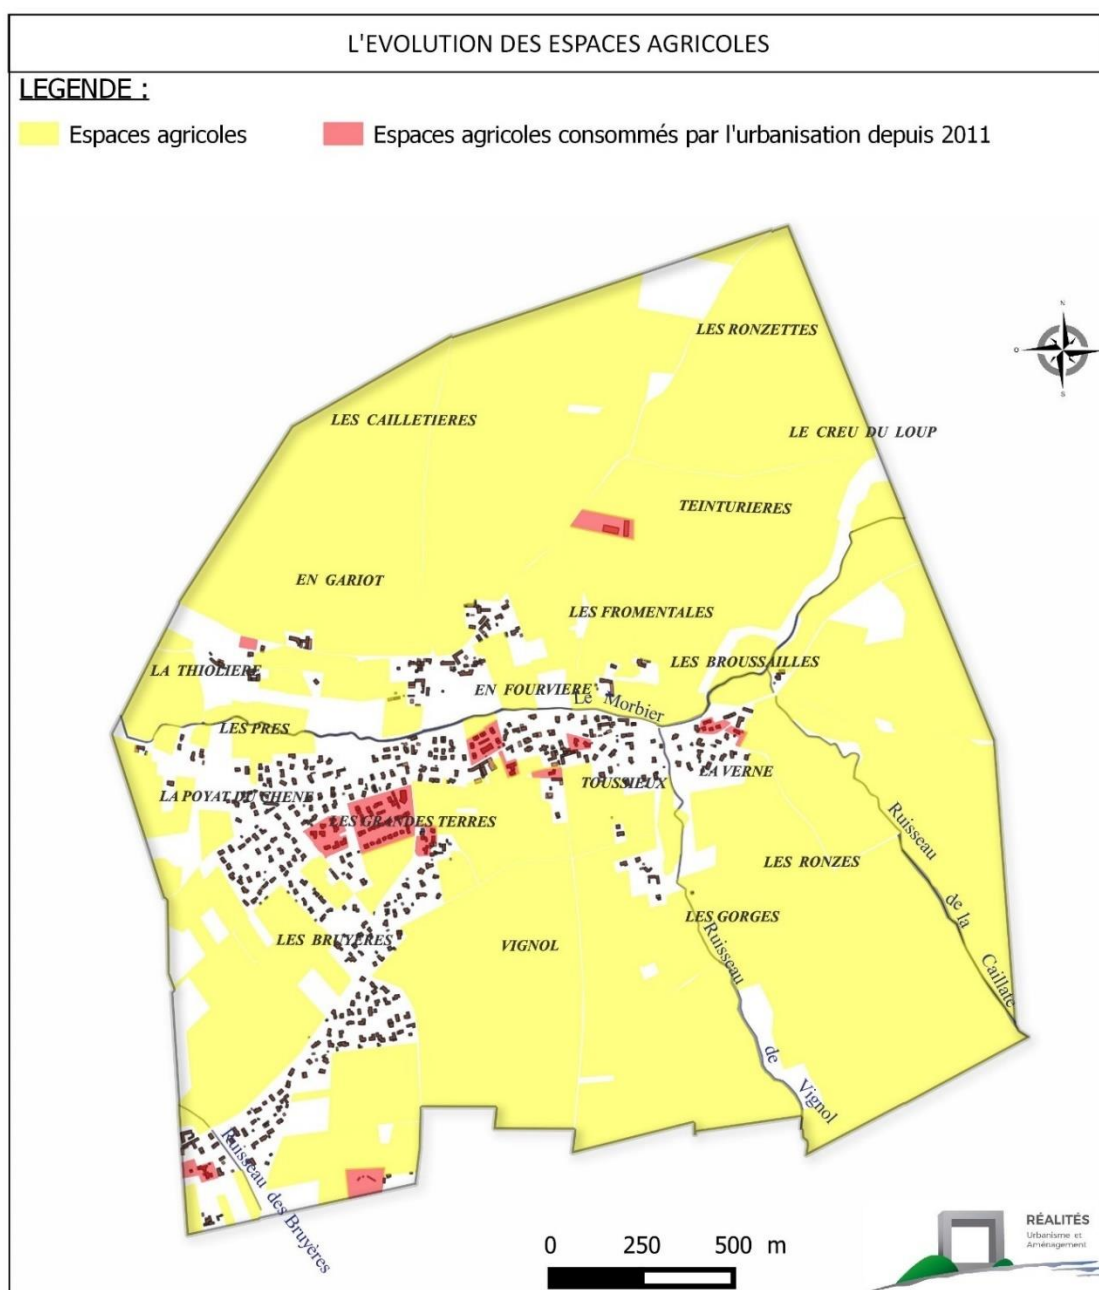 L'EVOLUTION DES ESPACES AGRICOLES
LEGENDE :
Espaces agricoles
Espaces agricoles consommés par l'urbanisation depuis 2011
N
LES RONZETTES
O
S
LES CAILLETIERES
LE CREU DU LOUP
TEINTURIERES
EN GARIOT
LES FROMENTALES
LA THIOLIERE
LES BROUSSAILLES
EN FOURVIERE
Le Morbier
LES PRES
LA VERNE
TOUSSIEUX
LA POYAT DU CHENE
LES GRANDES TERRES
LES RONZES
Ruisseau de la Caillate
LES GORGES
LES BRUYERES
VIGNOL
Ruisseau de Vignol
Ruisseau des Bruyères
0 250 500 m
RÉALITÉS
Urbanisme et
Aménagement